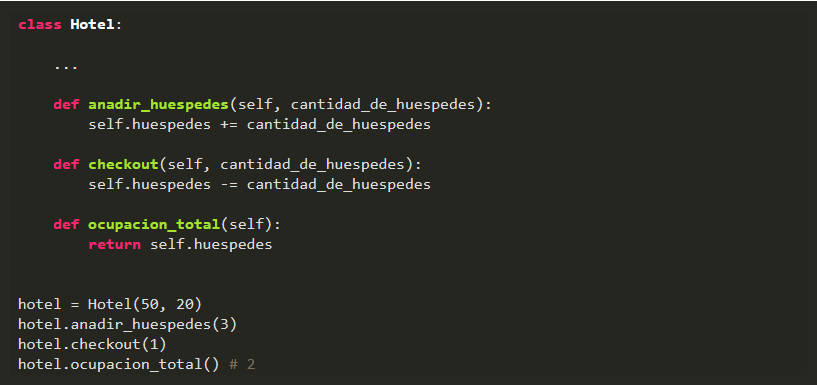 class Hotel:
...
def anadir_huespedes(self, cantidad_de_huespedes):
self.huespedes += cantidad_de_huespedes
def checkout(self, cantidad_de_huespedes):
self.huespedes -= cantidad_de_huespedes
def ocupacion_total(self):
return self.huespedes
hotel = Hotel(50, 20)
hotel.anadir_huespedes(3)
hotel.checkout(1)
hotel.ocupacion_total() # 2